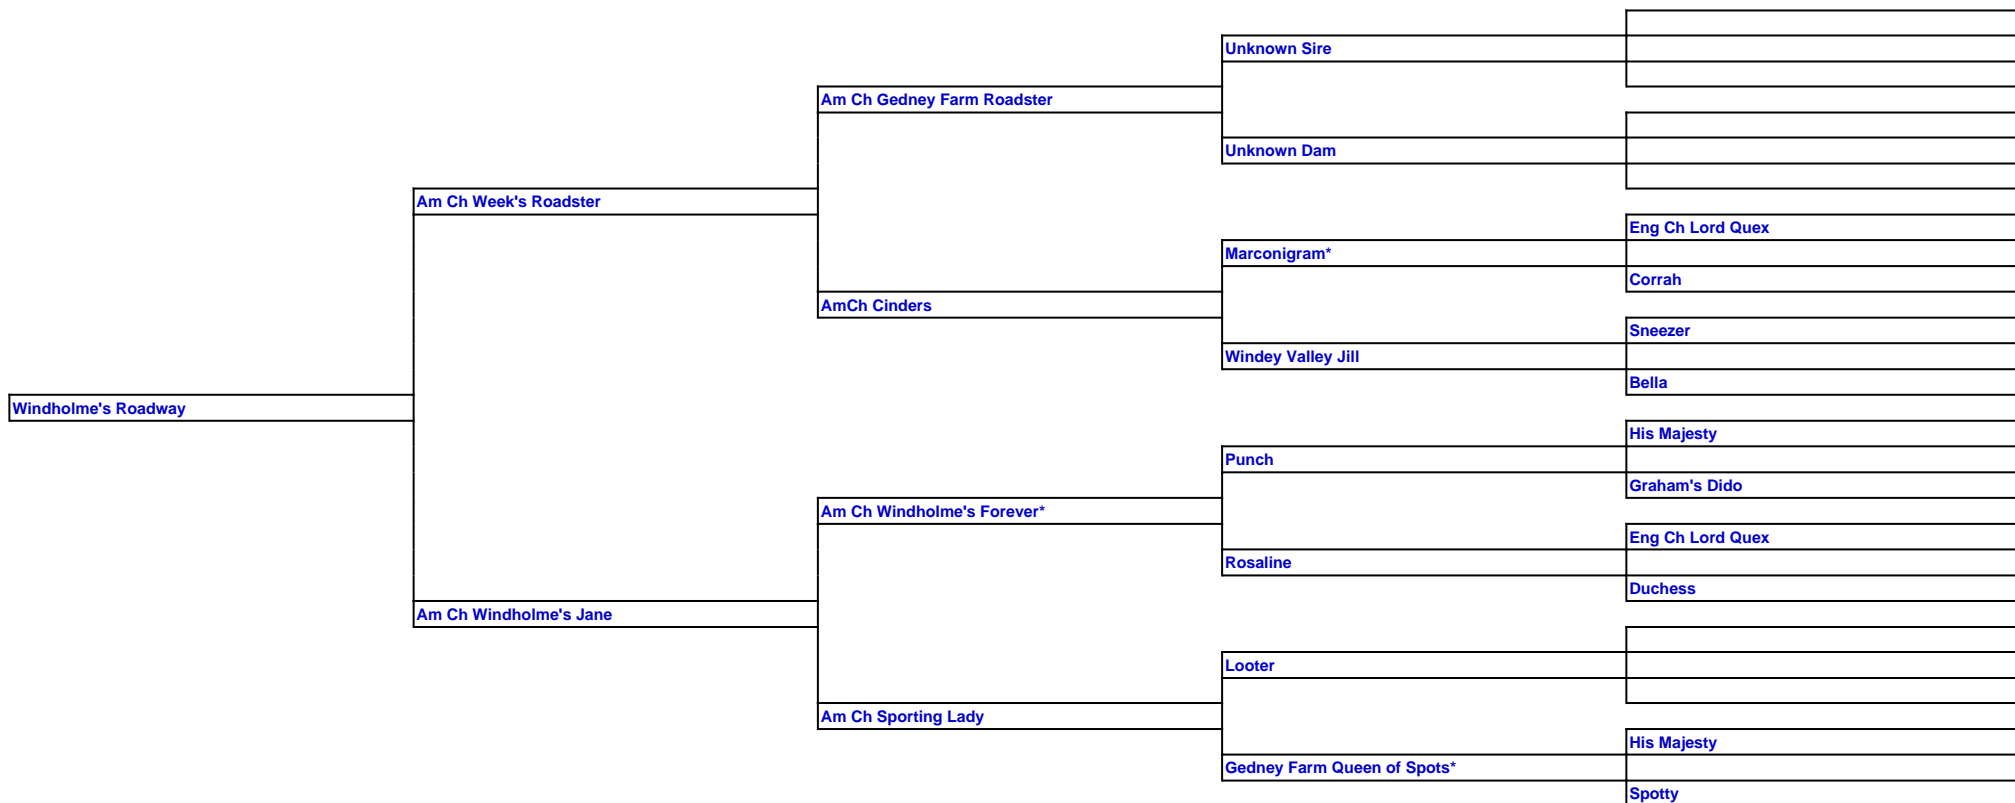 Unknown Sire
Am Ch Gedney Farm Roadster
Unknown Dam
Am Ch Week's Roadster
Eng Ch Lord Quex
Marconigram*
Corrah
AmCh Cinders
Sneezer
Windey Valley Jill
Bella
Windholme's Roadway
His Majesty
Punch
Graham's Dido
Am Ch Windholme's Forever*
Eng Ch Lord Quex
Rosaline
Duchess
Am Ch Windholme's Jane
Looter
Am Ch Sporting Lady
His Majesty
Gedney Farm Queen of Spots*
Spotty